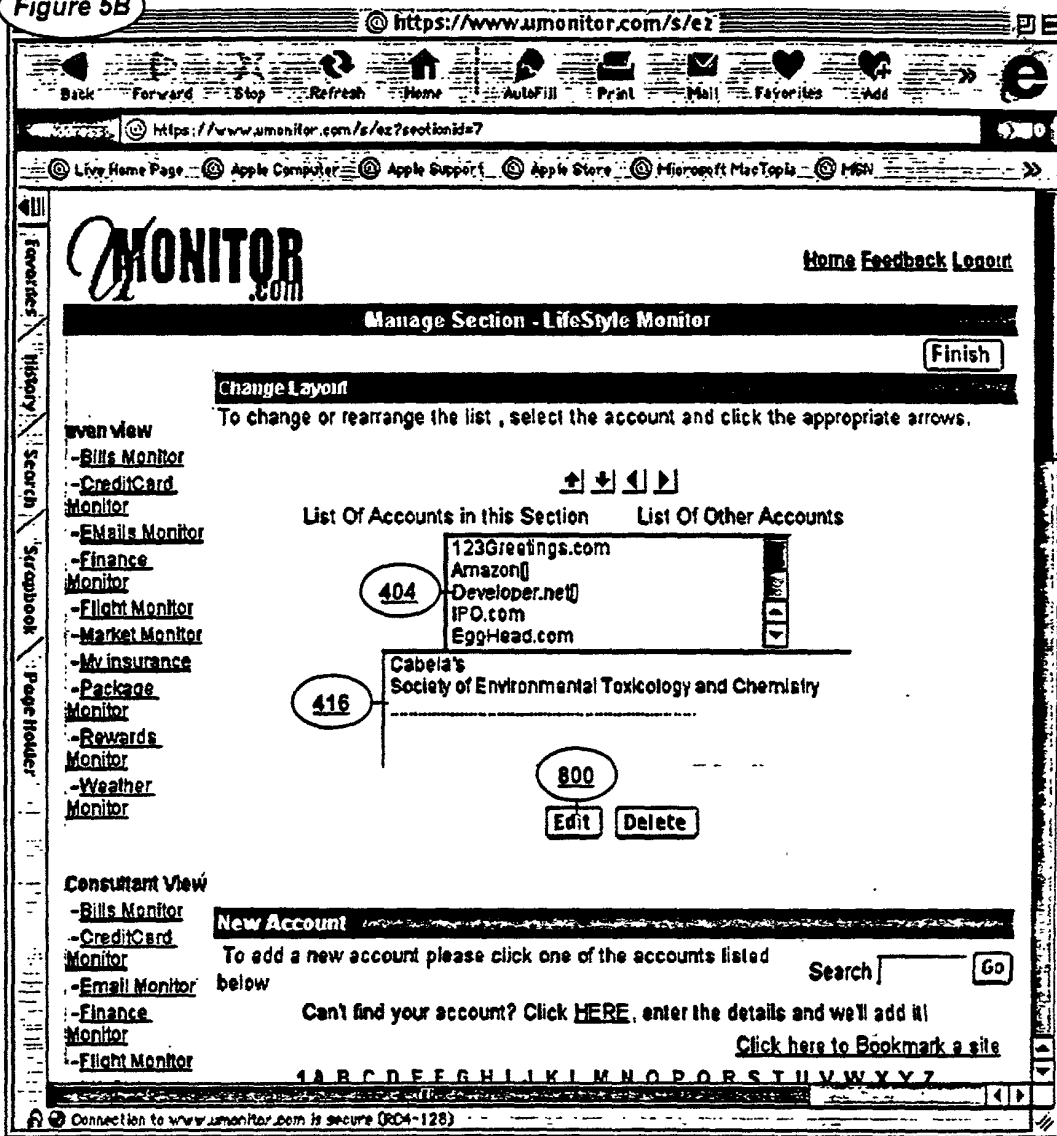 Figure 5B
https://www.umonitor.com/s/ez
Back Forward Stop Refresh Home AutoFill Print Mail Favorites Add
Address: https://www.umonitor.com/s/ez?sectionid=7
Live Home Page Apple Computer Apple Support Apple Store Microsoft MacTopia MSN
Favorites
History
Search
Scrapbook
Page Holder
UMONITOR.com
Home Feedback Logout
Manage Section - LifeStyle Monitor
Finish
Change Layout
To change or rearrange the list , select the account and click the appropriate arrows.
List Of Accounts in this Section List Of Other Accounts
123Greetings.com
Amazon[]
404
Developer.net[]
IPO.com
EggHead.com
Cabela's
Society of Environmental Toxicology and Chemistry
416
800
Edit Delete
view
-Bills Monitor
-CreditCard
Monitor
-EMails Monitor
-Finance
Monitor
-Flight Monitor
-Market Monitor
-My insurance
-Package
Monitor
-Rewards
Monitor
-Weather
Monitor
Consultant View
-Bills Monitor
-CreditCard
Monitor
-Email Monitor
-Finance
Monitor
-Flight Monitor
New Account
To add a new account please click one of the accounts listed
below
Search Go
Can't find your account? Click HERE, enter the details and we'll add it!
Click here to Bookmark a site
1 A B C D E F G H I J K L M N O P Q R S T U V W X Y Z
Connection to www.umonitor.com is secure (RC4-128)